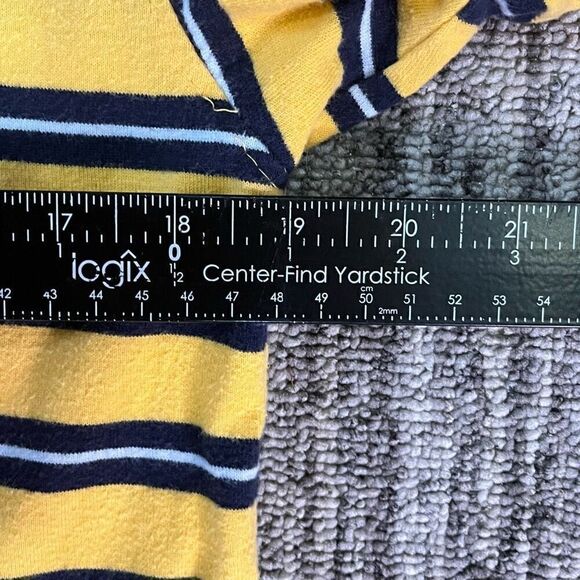 17 18 19 20 21
1 0 1 2 3
logix 1/2 Center-Find Yardstick
cm
42 43 44 45 46 47 48 49 50 51 52 53 54
2mm